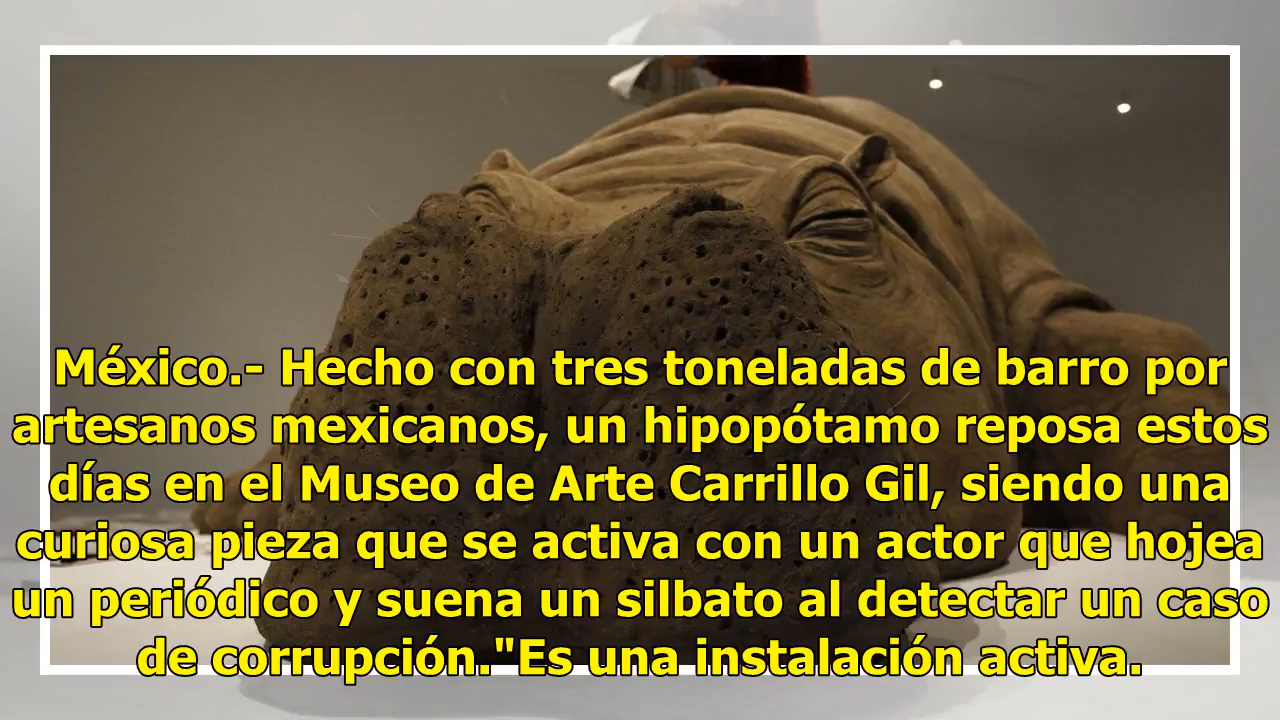 México.- Hecho con tres toneladas de barro por
artesanos mexicanos, un hipopótamo reposa estos
días en el Museo de Arte Carrillo Gil, siendo una
curiosa pieza que se activa con un actor que hojea
un periódico y suena un silbato al detectar un caso
de corrupción."Es una instalación activa.